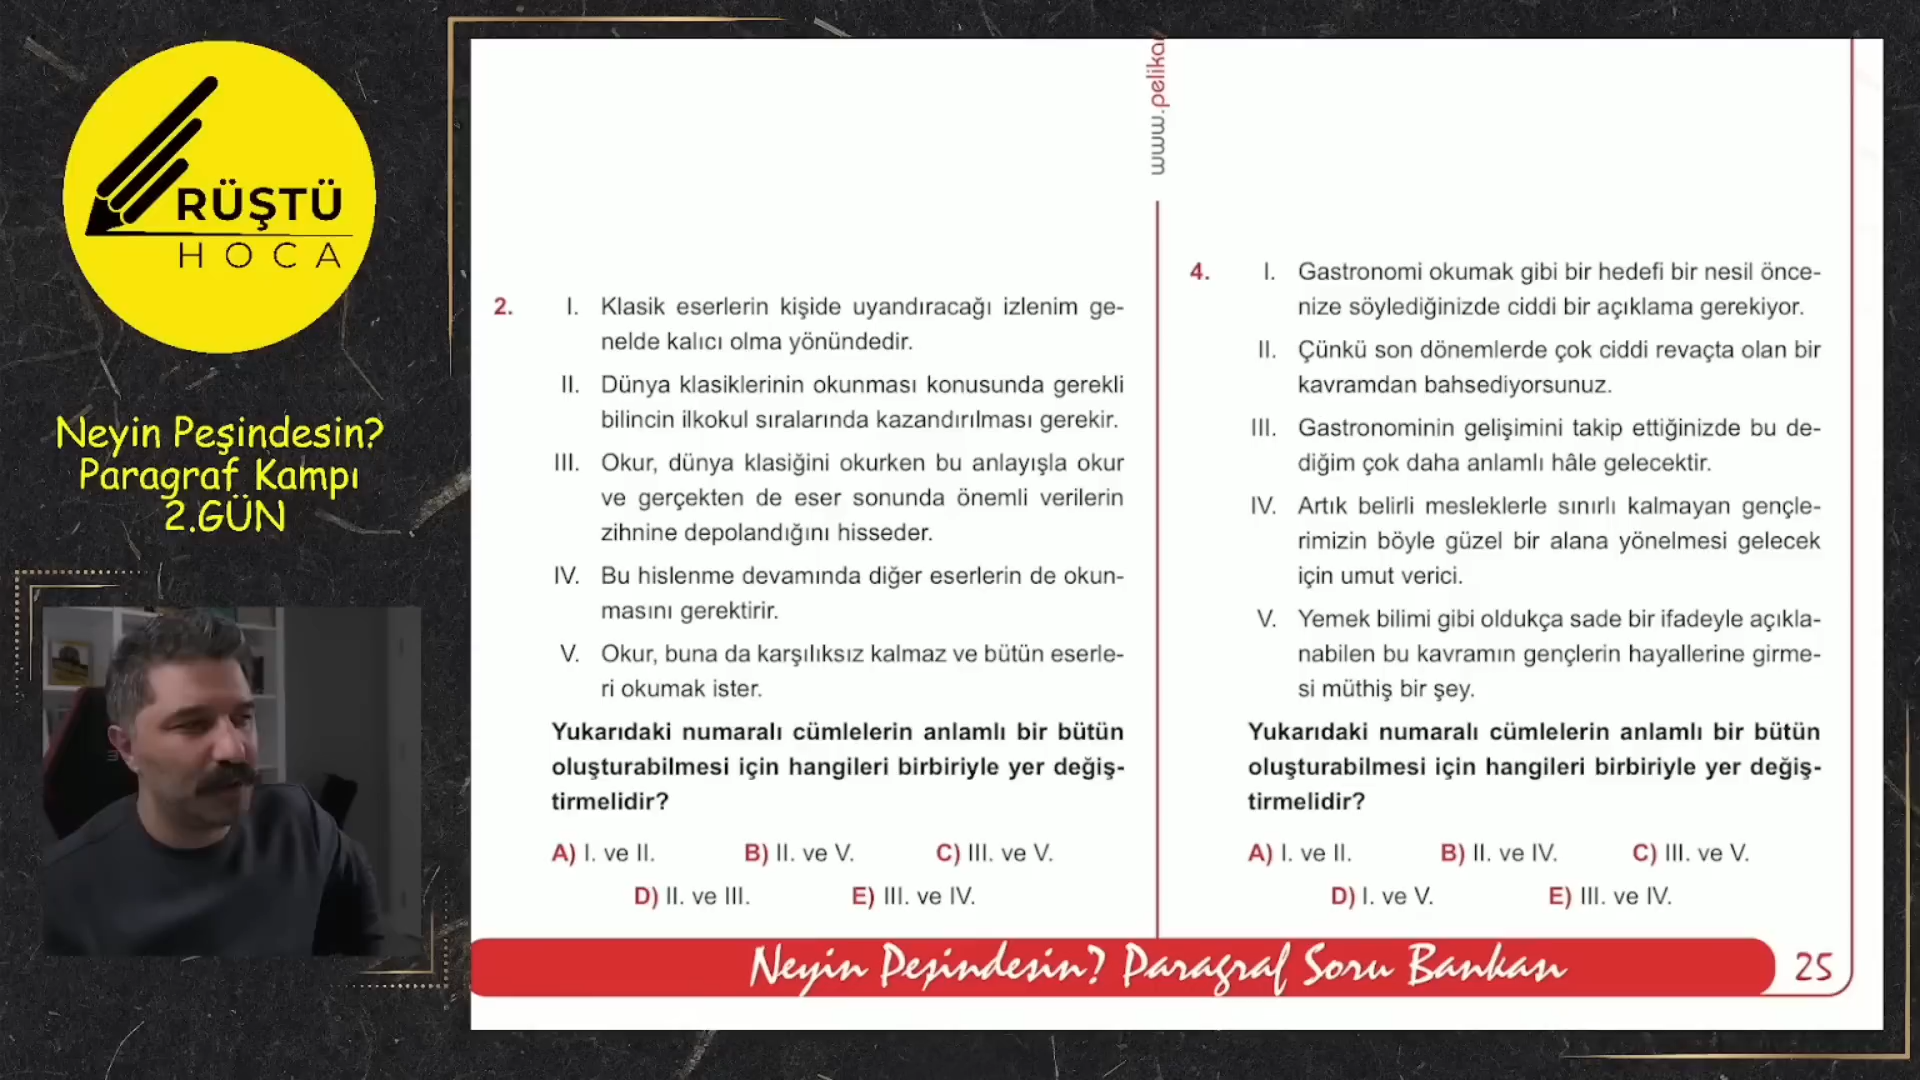 RÜŞTÜ
HOCA
Neyin Peşindesin?
Paragraf Kampı
2.GÜN
2. I. Klasik eserlerin kişide uyandıracağı izlenim ge-
nelde kalıcı olma yönündedir.
II. Dünya klasiklerinin okunması konusunda gerekli
bilincin ilkokul sıralarında kazandırılması gerekir.
III. Okur, dünya klasiğini okurken bu anlayışla okur
ve gerçekten de eser sonunda önemli verilerin
zihnine depolandığını hisseder.
IV. Bu hislenme devamında diğer eserlerin de okun-
masını gerektirir.
V. Okur, buna da karşılıksız kalmaz ve bütün eserle-
ri okumak ister.
Yukarıdaki numaralı cümlelerin anlamlı bir bütün
oluşturabilmesi için hangileri birbiriyle yer değiş-
tirmelidir?
A) I. ve II. B) II. ve V. C) III. ve V.
D) II. ve III. E) III. ve IV.
www.pelika
4. I. Gastronomi okumak gibi bir hedefi bir nesil önce-
nize söylediğinizde ciddi bir açıklama gerekiyor.
II. Çünkü son dönemlerde çok ciddi revaçta olan bir
kavramdan bahsediyorsunuz.
III. Gastronominin gelişimini takip ettiğinizde bu de-
diğim çok daha anlamlı hâle gelecektir.
IV. Artık belirli mesleklerle sınırlı kalmayan gençle-
rimizin böyle güzel bir alana yönelmesi gelecek
için umut verici.
V. Yemek bilimi gibi oldukça sade bir ifadeyle açıkla-
nabilen bu kavramın gençlerin hayallerine girme-
si müthiş bir şey.
Yukarıdaki numaralı cümlelerin anlamlı bir bütün
oluşturabilmesi için hangileri birbiriyle yer değiş-
tirmelidir?
A) I. ve II. B) II. ve IV. C) III. ve V.
D) I. ve V. E) III. ve IV.
Neyin Peşindesin? Paragraf Soru Bankası
25